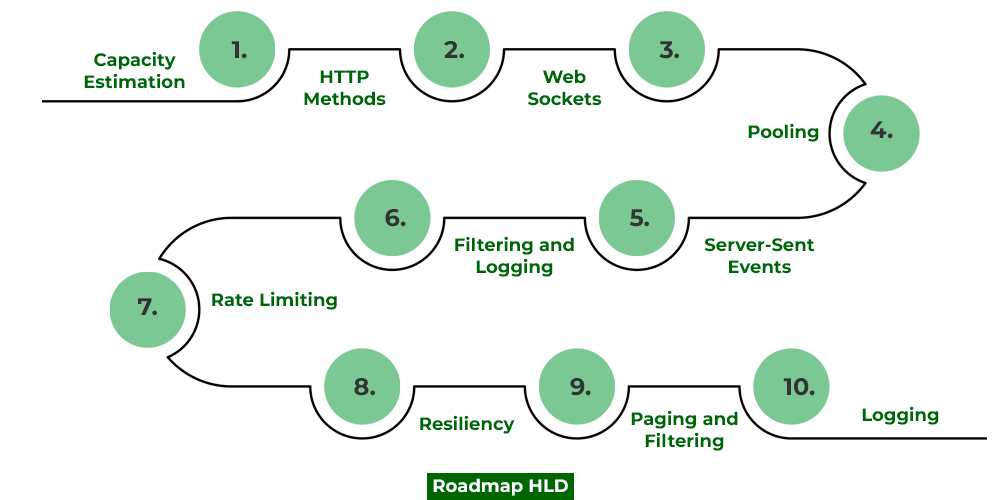 Capacity
Estimation
1.
HTTP
Methods
2.
Web
Sockets
3.
Pooling
4.
Server-Sent
Events
5.
Filtering and
Logging
6.
Rate Limiting
7.
8.
Resiliency
9.
Paging and
Filtering
10.
Logging
Roadmap HLD